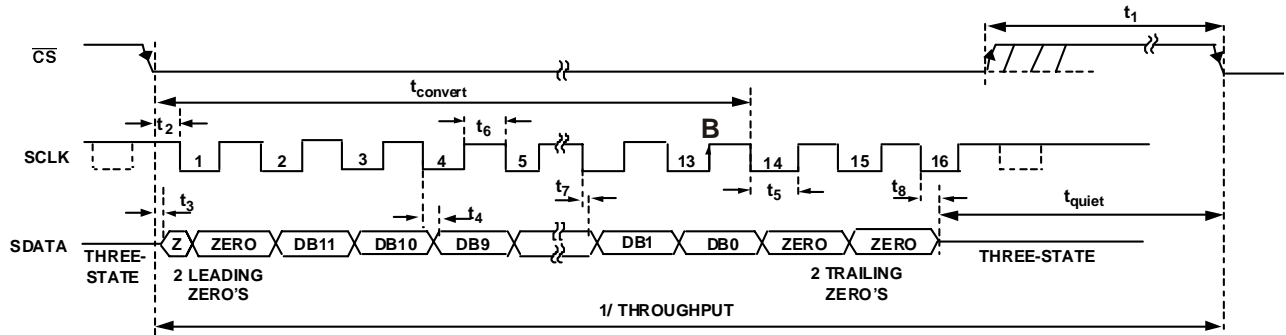 t1
CS
tconvert
t2 t6 B
SCLK 1 2 3 4 5 13 14 15 16
t3 t4 t7 t5 t8 tquiet
SDATA Z ZERO DB11 DB10 DB9 DB1 DB0 ZERO ZERO
THREE-
STATE
2 LEADING
ZERO'S
2 TRAILING
ZERO'S
THREE-STATE
1/ THROUGHPUT